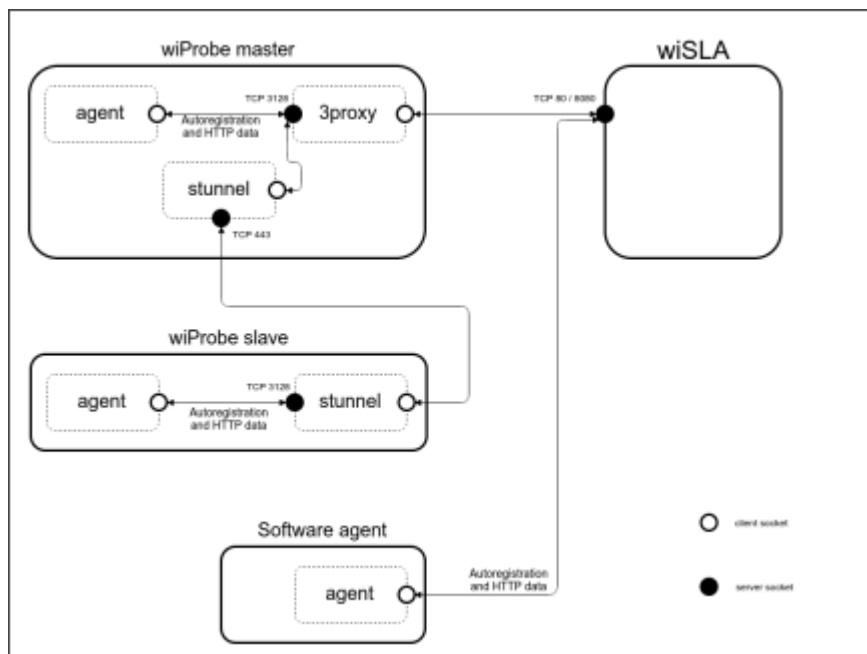 wiProbe master
wiSLA
agent
TCP 3128
3proxy
TCP 80 / 8080
Autoregistration
and HTTP data
stunnel
TCP 443
wiProbe slave
agent
TCP 3128
stunnel
Autoregistration
and HTTP data
Software agent
agent
Autoregistration
and HTTP data
client socket
server socket